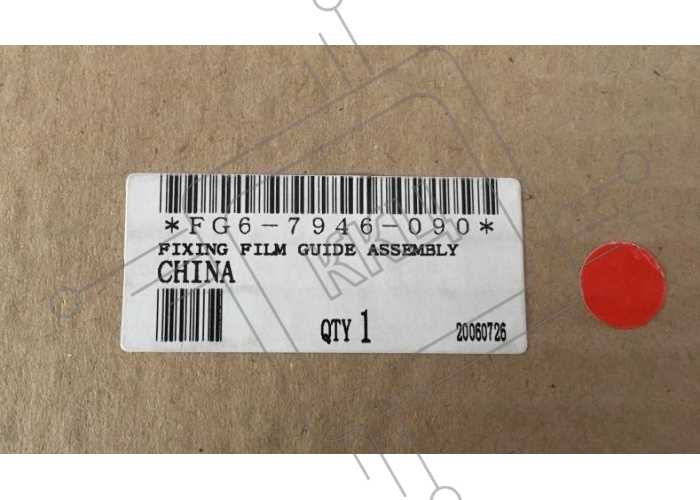 *FG6-7946-090*
FIXING FILM GUIDE ASSEMBLY
CHINA
QTY 1
20060726